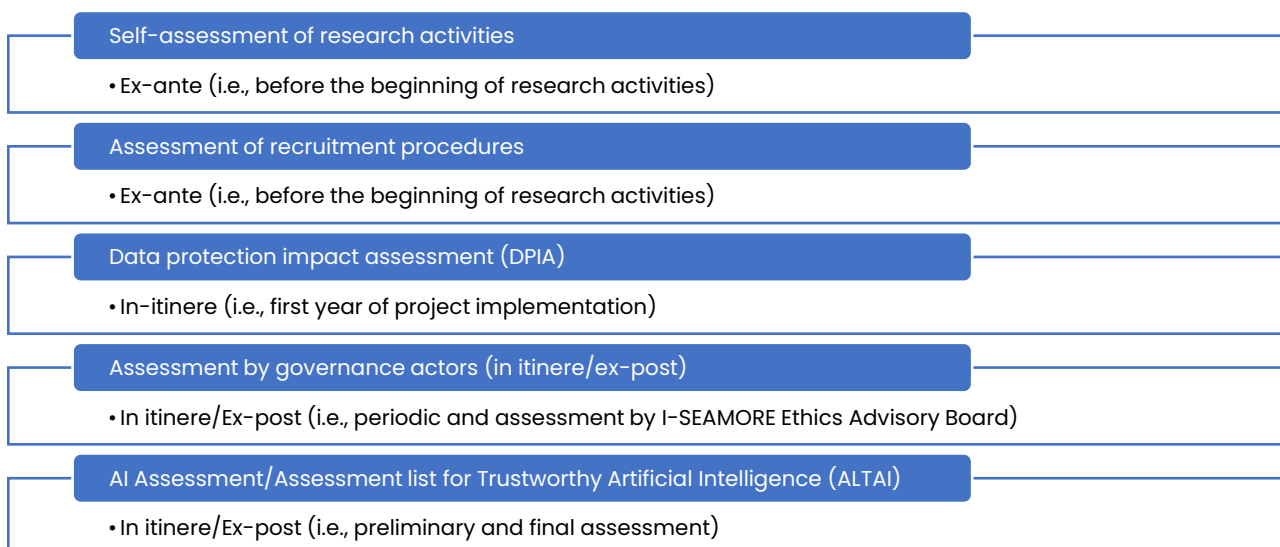 Self-assessment of research activities
• Ex-ante (i.e., before the beginning of research activities)
Assessment of recruitment procedures
• Ex-ante (i.e., before the beginning of research activities)
Data protection impact assessment (DPIA)
• In-itinere (i.e., first year of project implementation)
Assessment by governance actors (in itinere/ex-post)
• In itinere/Ex-post (i.e., periodic and assessment by I-SEAMORE Ethics Advisory Board)
AI Assessment/Assessment list for Trustworthy Artificial Intelligence (ALTAI)
• In itinere/Ex-post (i.e., preliminary and final assessment)